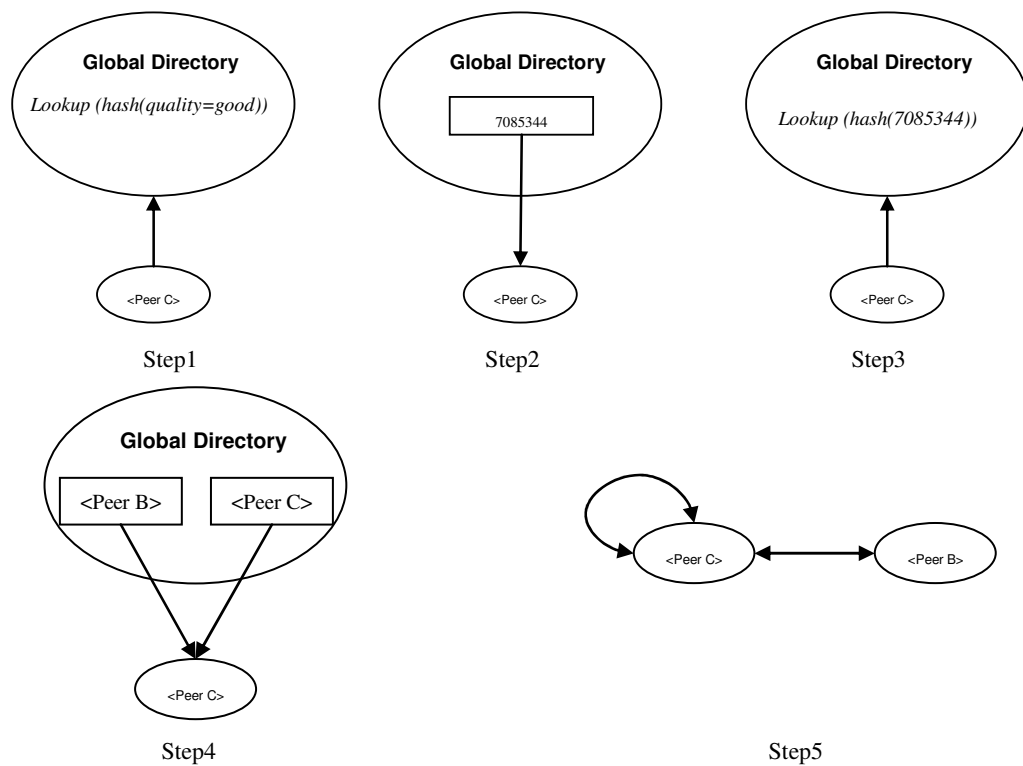 Global Directory
Lookup (hash(quality=good))
<Peer C>
Step1
Global Directory
7085344
<Peer C>
Step2
Global Directory
Lookup (hash(7085344))
<Peer C>
Step3
Global Directory
<Peer B>
<Peer C>
<Peer C>
Step4
<Peer C>
<Peer B>
Step5